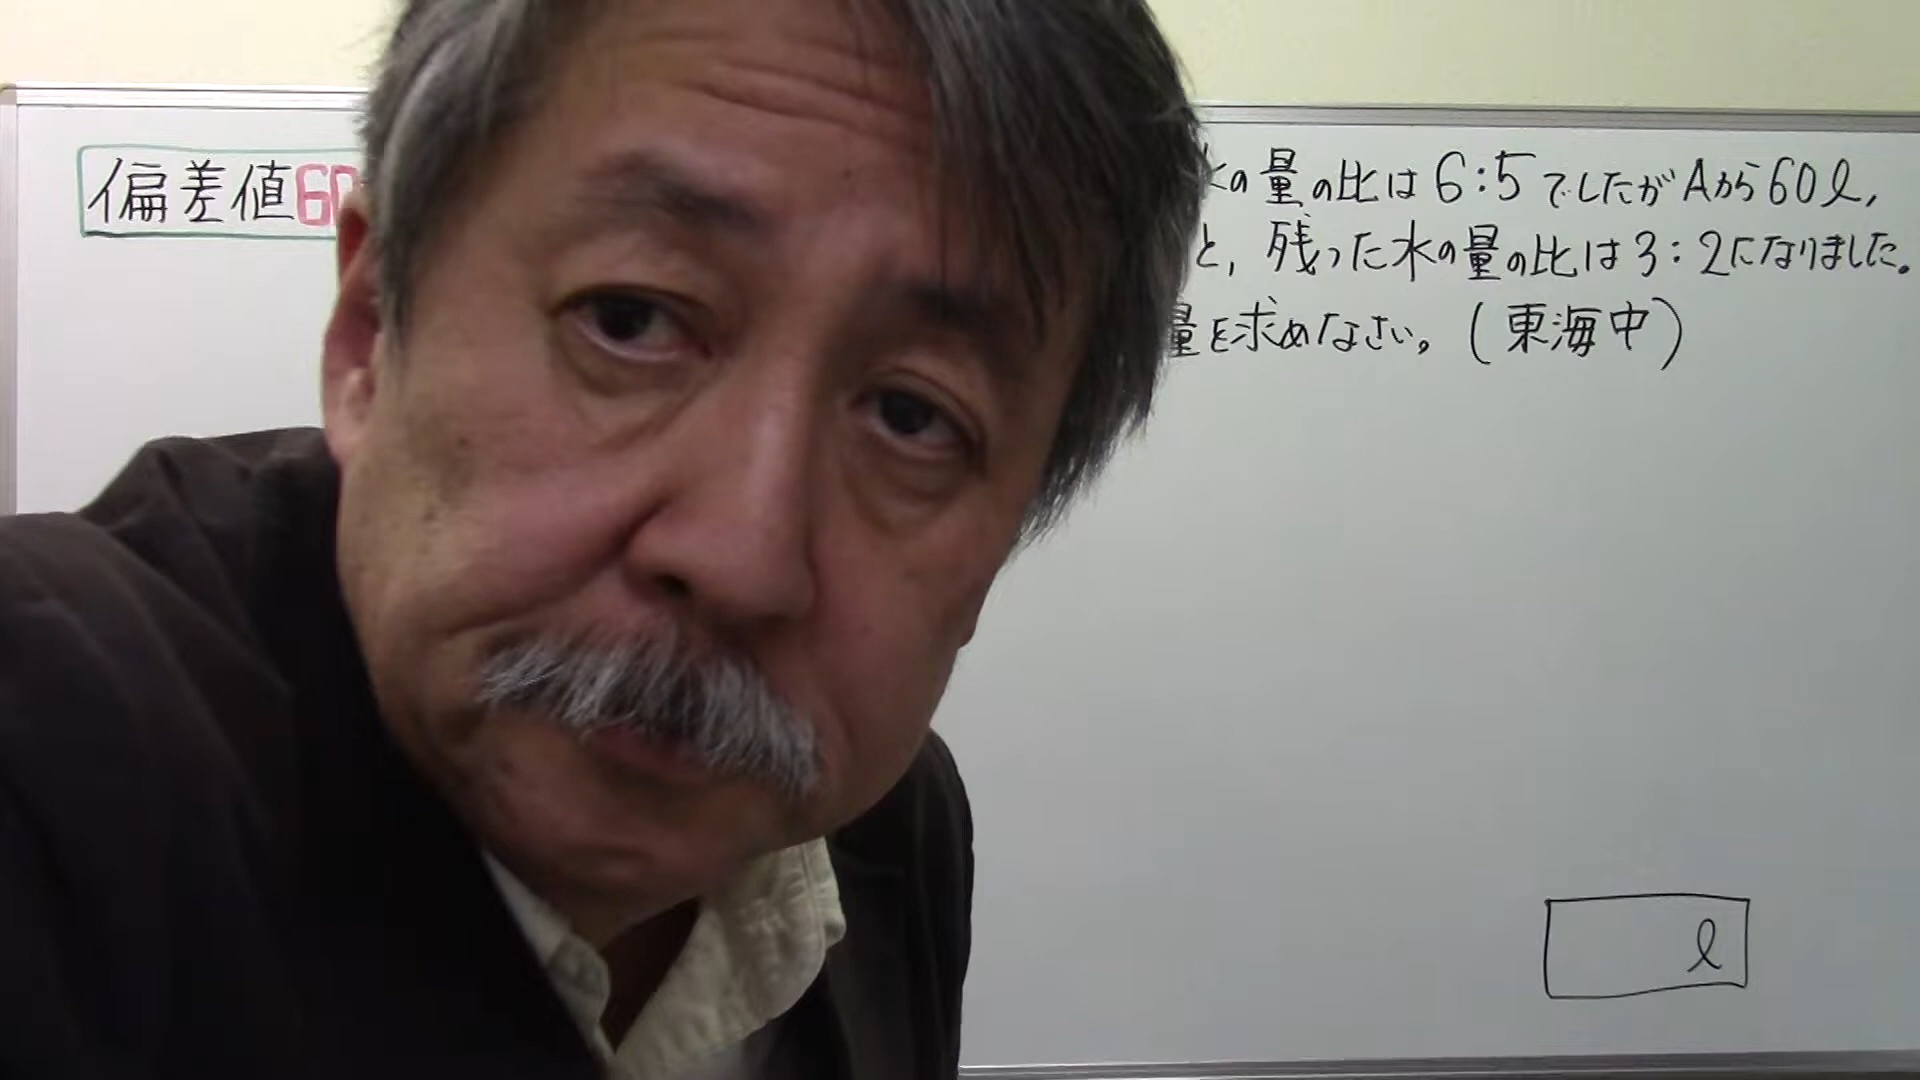 偏差値60
の量の比は6:5でしたがAから60ℓ,
と, 残った水の量の比は3:2になりました。
量を求めなさい。(東海中)
ℓ